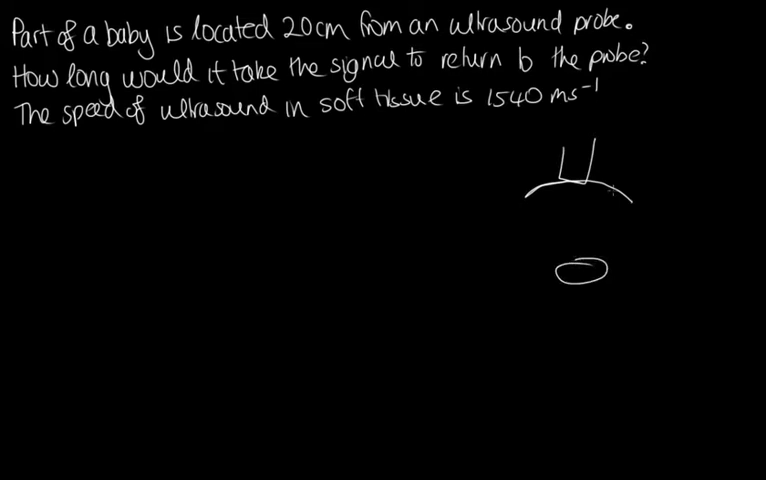 Part of a baby is located 20cm from an ultrasound probe.
How long would it take the signal to return to the probe?
The speed of ultrasound in soft tissue is 1540 ms⁻¹